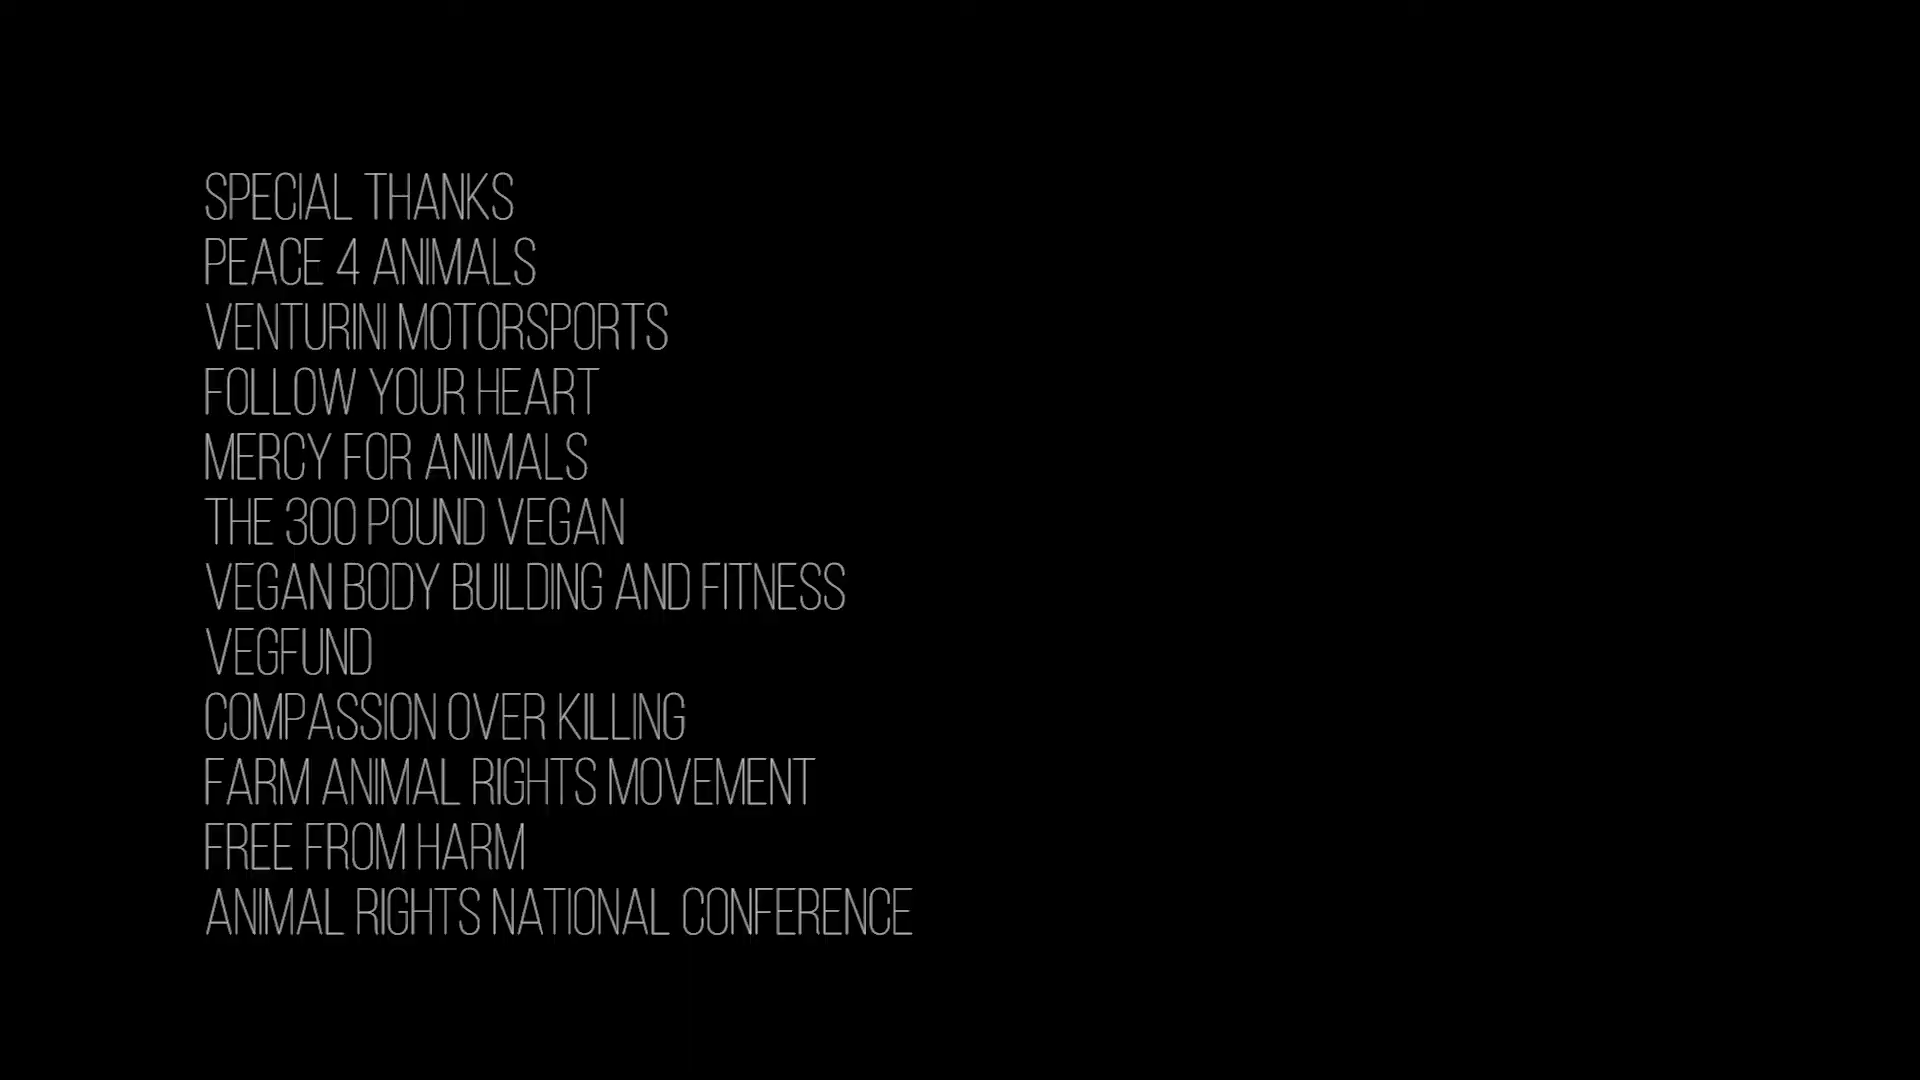 SPECIAL THANKS
PEACE 4 ANIMALS
VENTURINI MOTORSPORTS
FOLLOW YOUR HEART
MERCY FOR ANIMALS
THE 300 POUND VEGAN
VEGAN BODY BUILDING AND FITNESS
VEGFUND
COMPASSION OVER KILLING
FARM ANIMAL RIGHTS MOVEMENT
FREE FROM HARM
ANIMAL RIGHTS NATIONAL CONFERENCE